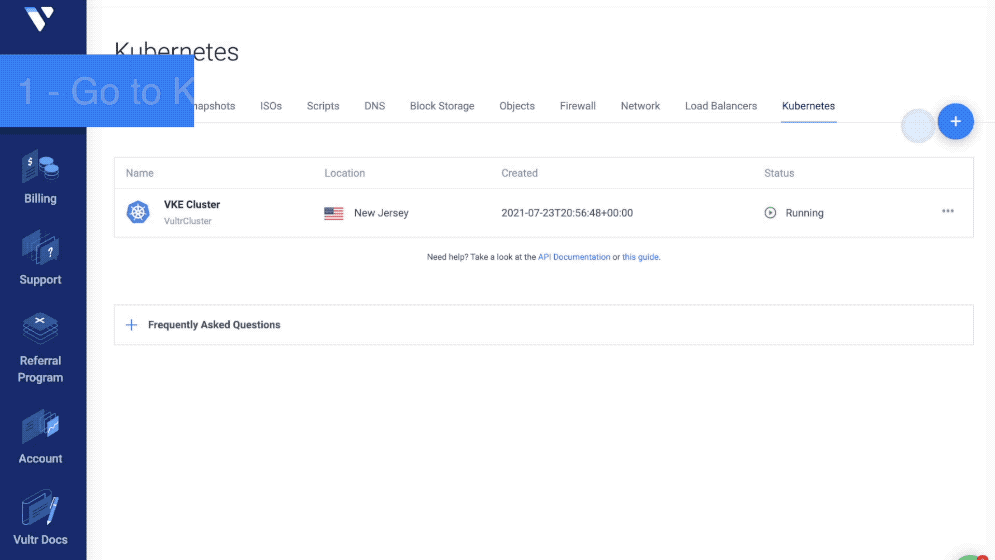 Kubernetes
1 - Go to K
napshots ISOs Scripts DNS Block Storage Objects Firewall Network Load Balancers Kubernetes
Name Location Created Status
VKE Cluster New Jersey 2021-07-23T20:56:48+00:00 Running
VultrCluster
Need help? Take a look at the API Documentation or this guide.
Frequently Asked Questions
Billing
Support
Referral
Program
Account
Vultr Docs